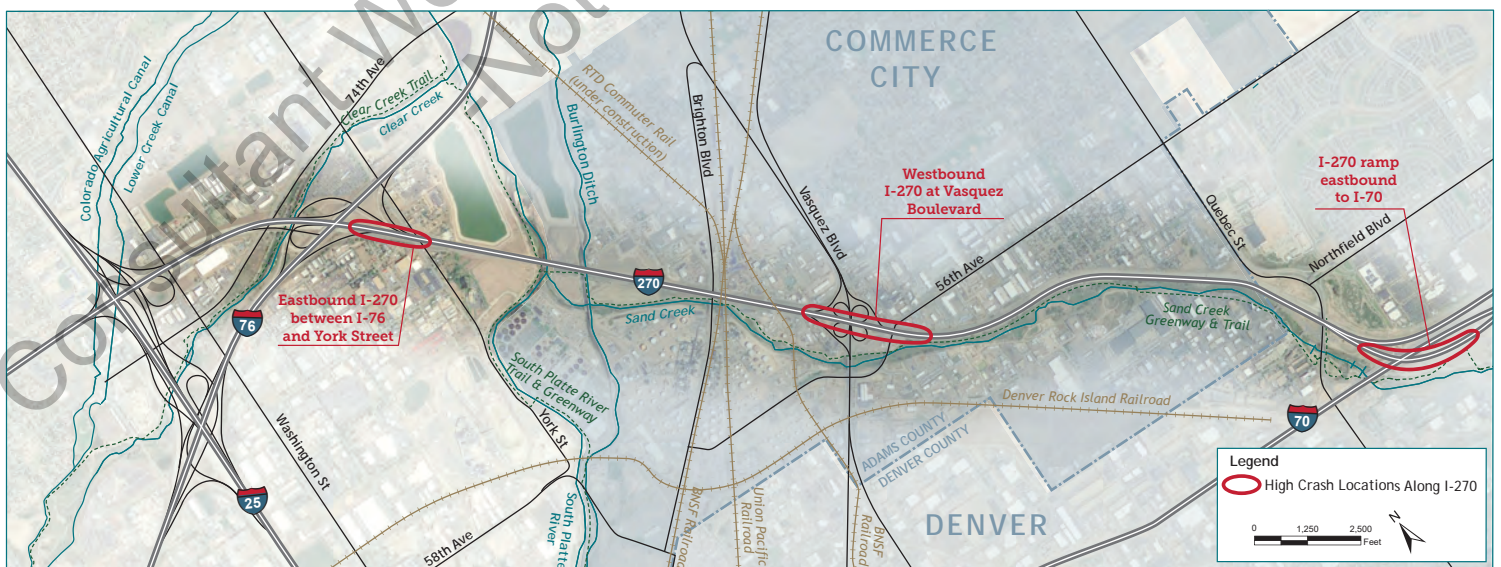 Consultant Wo
Not
COMMERCE
CITY
Colorado Agricultural Canal
Lower Creek Canal
74th Ave
Clear Creek Trail
Clear Creek
RTD Commuter Rail
(under construction)
Burlington Ditch
Brighton Blvd
Vasquez Blvd
Westbound
I-270 at Vasquez
Boulevard
I-270 ramp
eastbound
to I-70
Quebec St
Northfield Blvd
56th Ave
Eastbound I-270
between I-76
and York Street
76
270
Sand Creek
Sand Creek
Greenway & Trail
South Platte River
Trail & Greenway
Denver Rock Island Railroad
70
ADAMS COUNTY
DENVER COUNTY
Washington St
York St
25
58th Ave
South Platte
River
BNSF Railroad
Union Pacific
Railroad
BNSF
Railroad
DENVER
Legend
High Crash Locations Along I-270
0 1,250 2,500
Feet
N